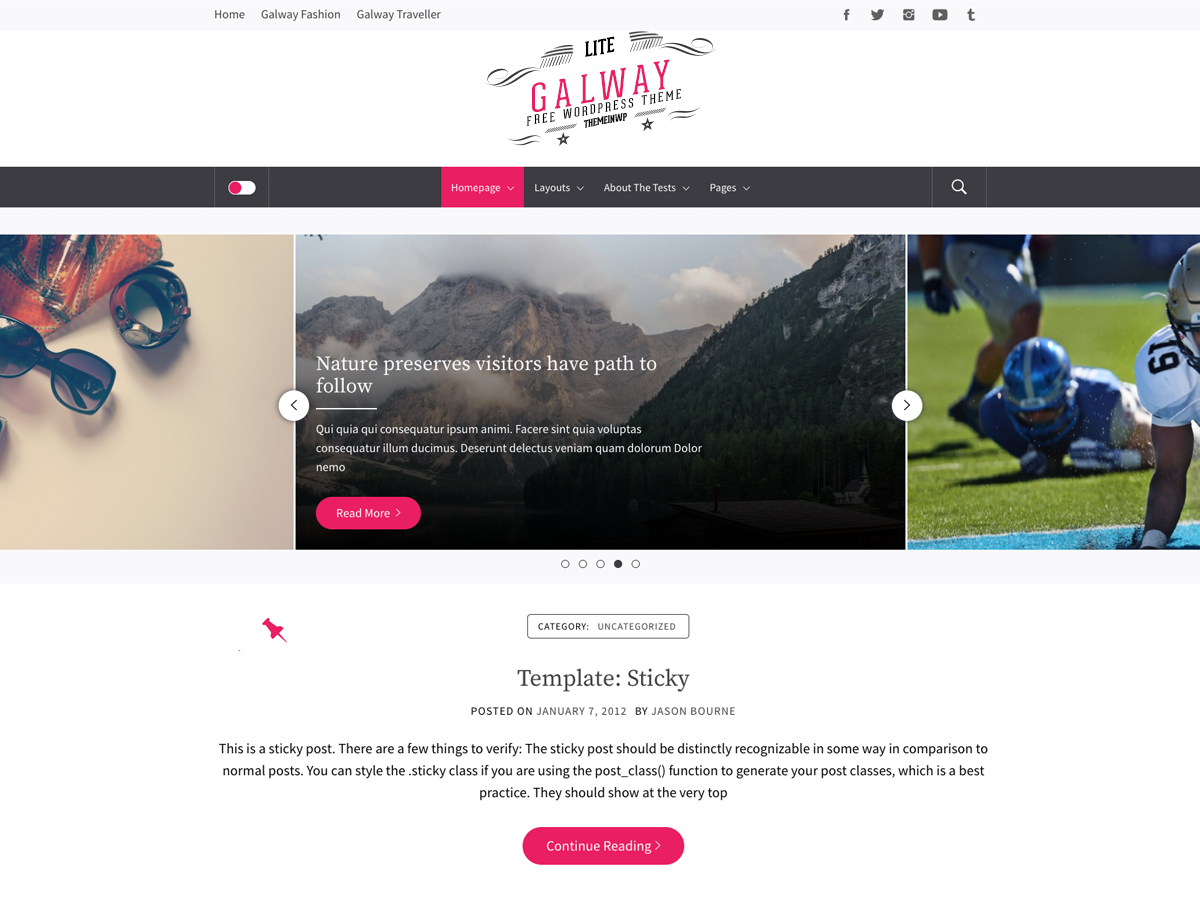 Home Galway Fashion Galway Traveller
LITE
GALWAY
FREE WORDPRESS THEME
THEMEINWP
Homepage Layouts About The Tests Pages
Nature preserves visitors have path to
follow
Qui quia qui consequatur ipsum animi. Facere sint quia voluptas
consequatur illum ducimus. Deserunt delectus veniam quam dolorum Dolor
nemo
Read More
19
CATEGORY: UNCATEGORIZED
Template: Sticky
POSTED ON JANUARY 7, 2012 BY JASON BOURNE
This is a sticky post. There are a few things to verify: The sticky post should be distinctly recognizable in some way in comparison to
normal posts. You can style the .sticky class if you are using the post_class() function to generate your post classes, which is a best
practice. They should show at the very top
Continue Reading